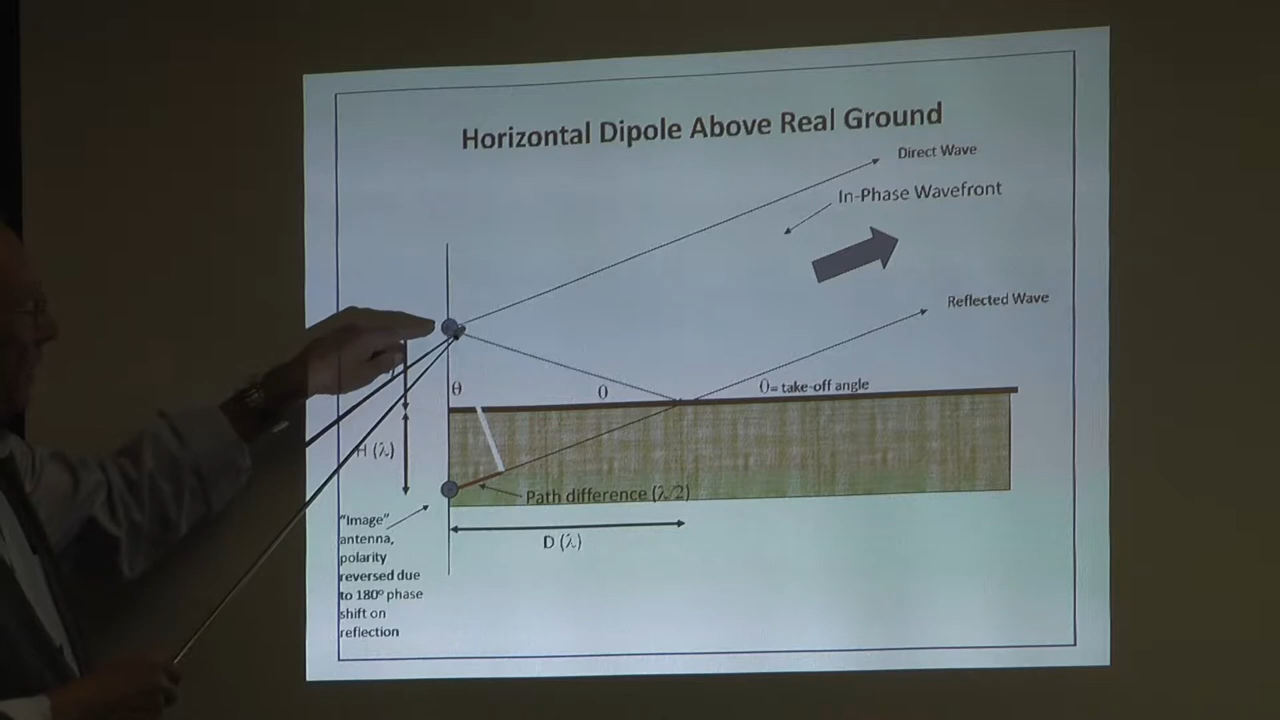 Horizontal Dipole Above Real Ground
Direct Wave
In-Phase Wavefront
Reflected Wave
θ
θ
θ= take-off angle
H (λ)
Path difference (λ/2)
D (λ)
"Image"
antenna,
polarity
reversed due
to 180º phase
shift on
reflection